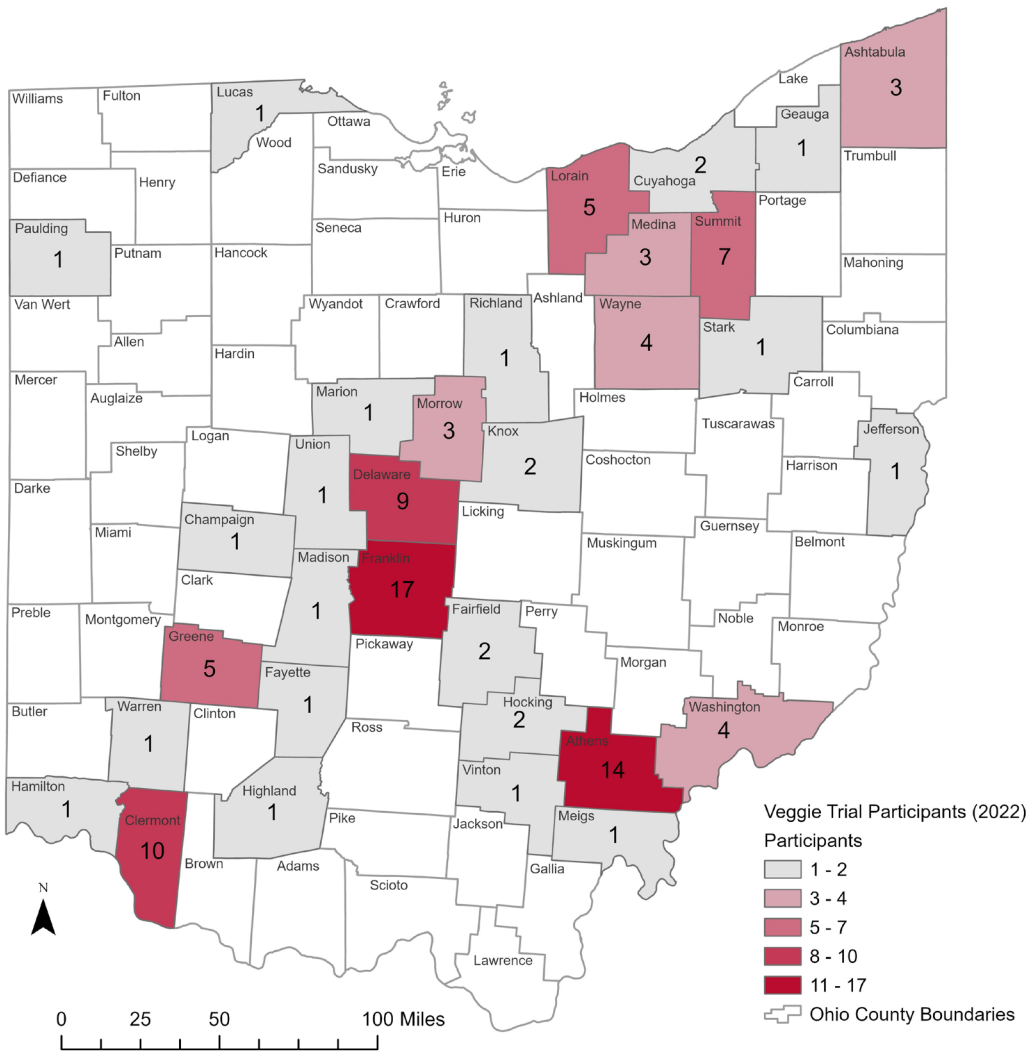 Ashtabula
3
Lake
Geauga
1
Williams
Fulton
Lucas
1
Ottawa
Wood
Trumbull
2
Cuyahoga
Sandusky
Erie
Lorain
5
Defiance
Henry
Portage
Huron
Medina
3
Summit
7
Paulding
1
Seneca
Putnam
Hancock
Mahoning
Van Wert
Wyandot
Crawford
Richland
1
Ashland
Wayne
4
Stark
1
Columbiana
Allen
Hardin
Mercer
Carroll
Auglaize
Marion
1
Morrow
3
Holmes
Tuscarawas
Knox
2
Jefferson
1
Logan
Union
1
Shelby
Coshocton
Harrison
Delaware
9
Darke
Licking
Champaign
1
Guernsey
Miami
Muskingum
Belmont
Madison
1
Franklin
17
Clark
Preble
Montgomery
Fairfield
2
Perry
Noble
Monroe
Greene
5
Pickaway
Morgan
Fayette
1
Hocking
2
Washington
4
Butler
Warren
1
Clinton
Ross
Athens
14
Vinton
1
Hamilton
1
Highland
1
Clermont
10
Pike
Jackson
Meigs
1
Brown
Adams
Gallia
Scioto
Lawrence
N
0 25 50 100 Miles
Veggie Trial Participants (2022)
Participants
1 - 2
3 - 4
5 - 7
8 - 10
11 - 17
Ohio County Boundaries